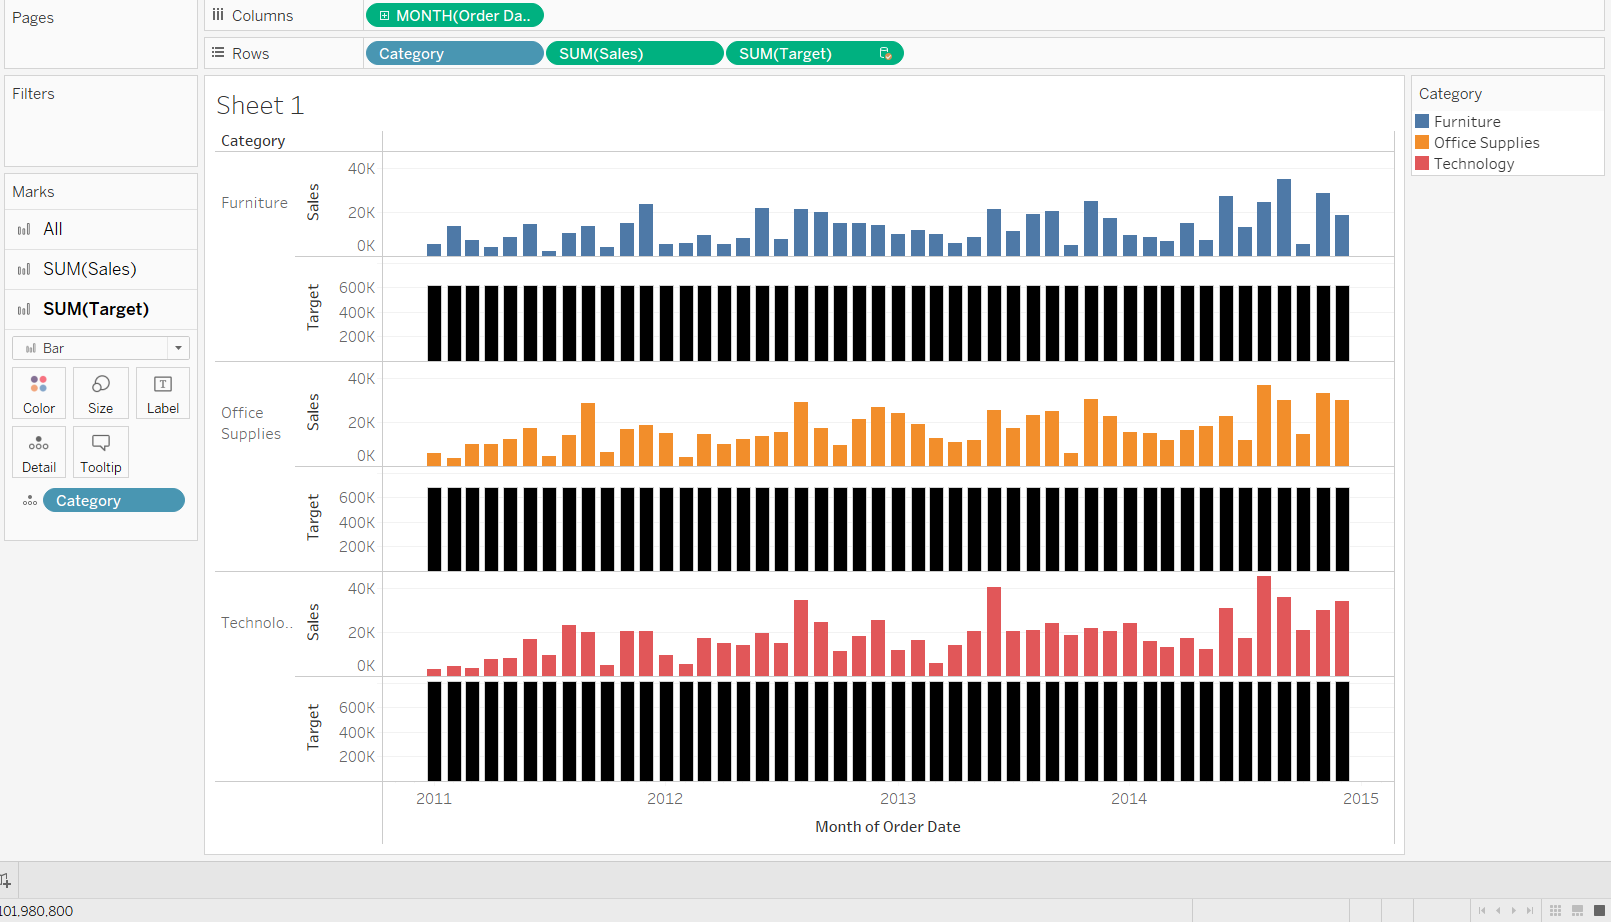 Pages
Columns
MONTH(Order Da..
Rows
Category
SUM(Sales)
SUM(Target)
Filters
Marks
All
SUM(Sales)
SUM(Target)
Bar
Color
Size
Label
T
Detail
Tooltip
Category
Sheet 1
Category
Furniture
Sales
40K
20K
0K
Target
600K
400K
200K
Office
Supplies
Sales
40K
20K
0K
Target
600K
400K
200K
Technolo..
Sales
40K
20K
0K
Target
600K
400K
200K
2011
2012
2013
2014
2015
Month of Order Date
Category
Furniture
Office Supplies
Technology
101,980,800